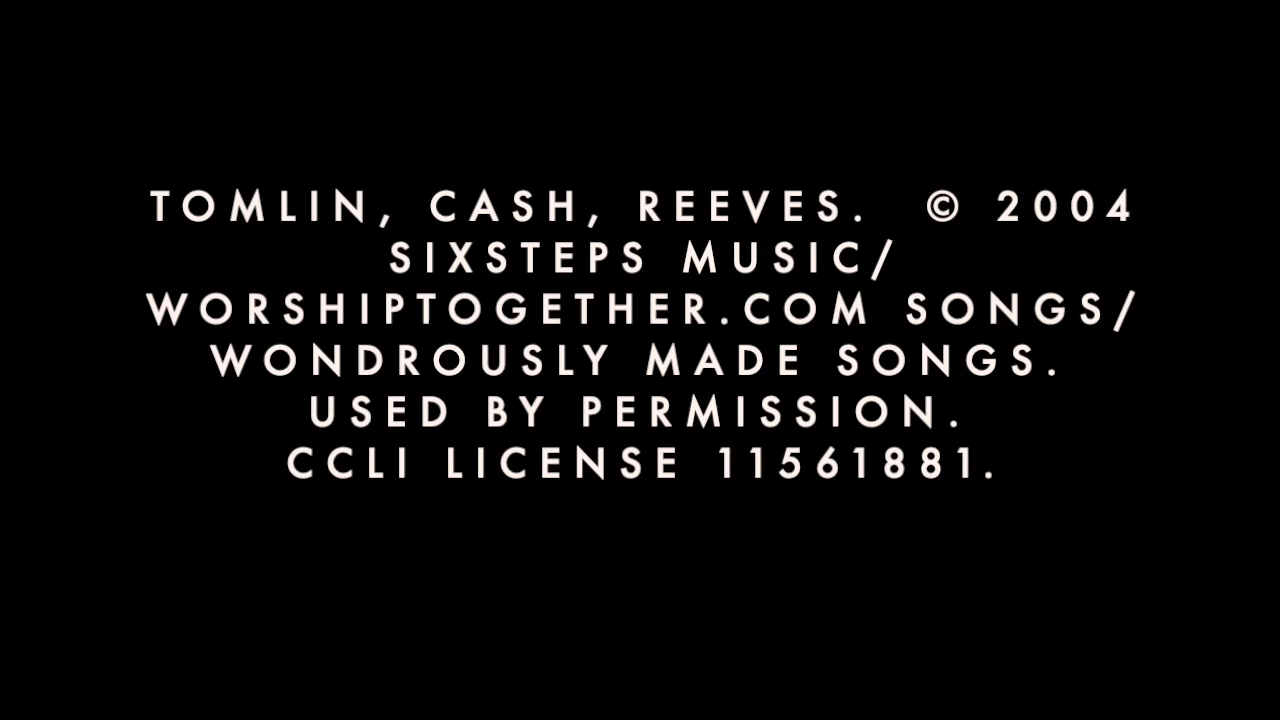 TOMLIN, CASH, REEVES. © 2004
SIXSTEPS MUSIC/
WORSHIPTOGETHER.COM SONGS/
WONDROUSLY MADE SONGS.
USED BY PERMISSION.
CCLI LICENSE 11561881.